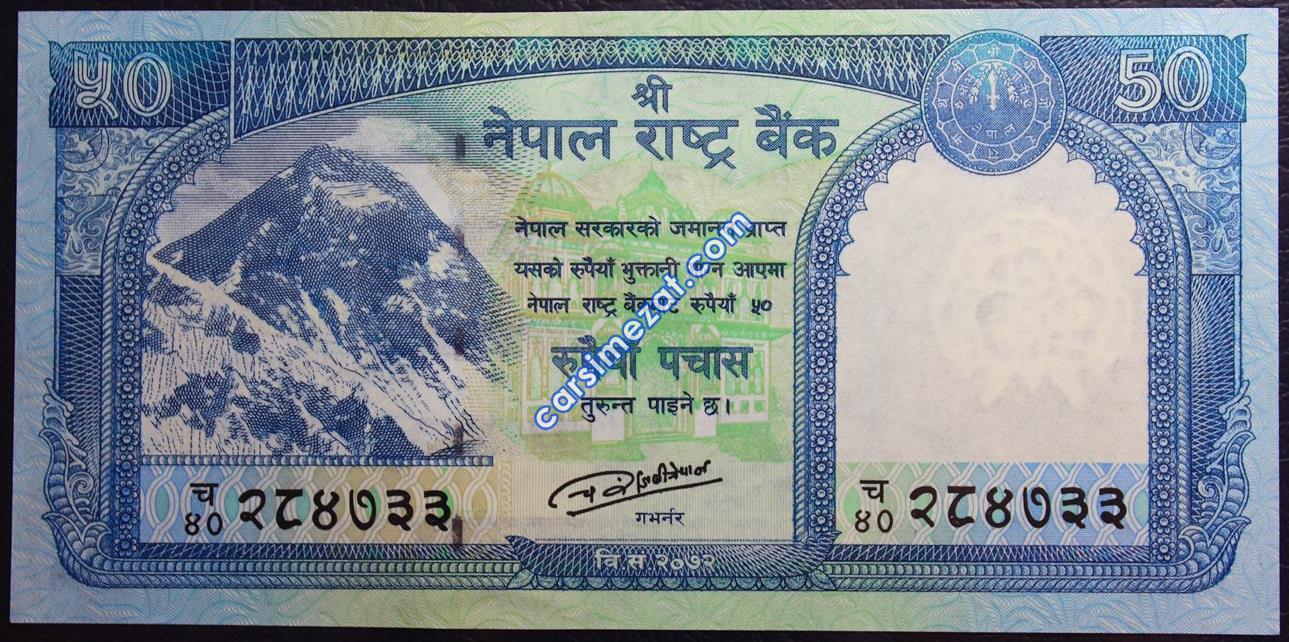 ५०
50
श्री
नेपाल राष्ट्र बैंक
नेपाल
नेपाल सरकारको जमानत प्राप्त
यसको रुपैयाँ भुक्तानी आएमा
नेपाल राष्ट्र रुपैयाँ ५०
रुपैयाँ पचास
तुरुन्त पाइने छ।
carsimezat.com
गभर्नर
च
४० २८४७३३
च
४० २८४७३३
वि.सं. २०७२